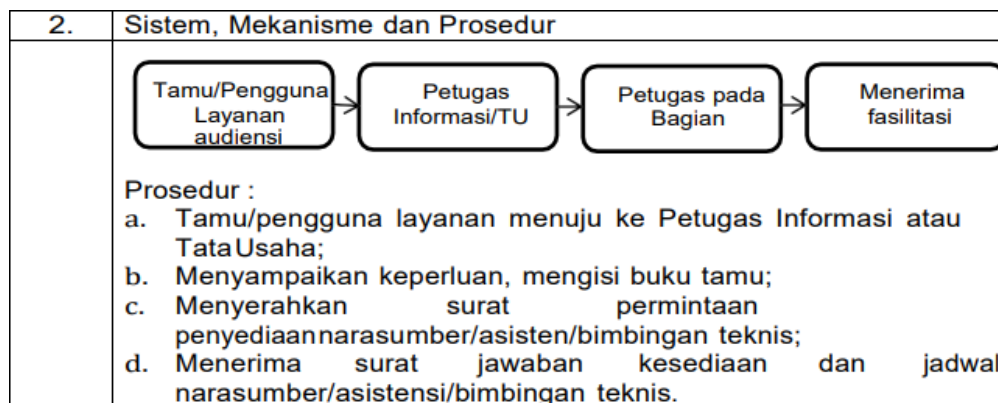 2. Sistem, Mekanisme dan Prosedur
Tamu/Pengguna
Layanan
audiensi
Petugas
Informasi/TU
Petugas pada
Bagian
Menerima
fasilitasi
Prosedur :
a. Tamu/pengguna layanan menuju ke Petugas Informasi atau
TataUsaha;
b. Menyampaikan keperluan, mengisi buku tamu;
c. Menyerahkan surat permintaan
penyediaannarasumber/asisten/bimbingan teknis;
d. Menerima surat jawaban kesediaan dan jadwal
narasumber/asistensi/bimbingan teknis.